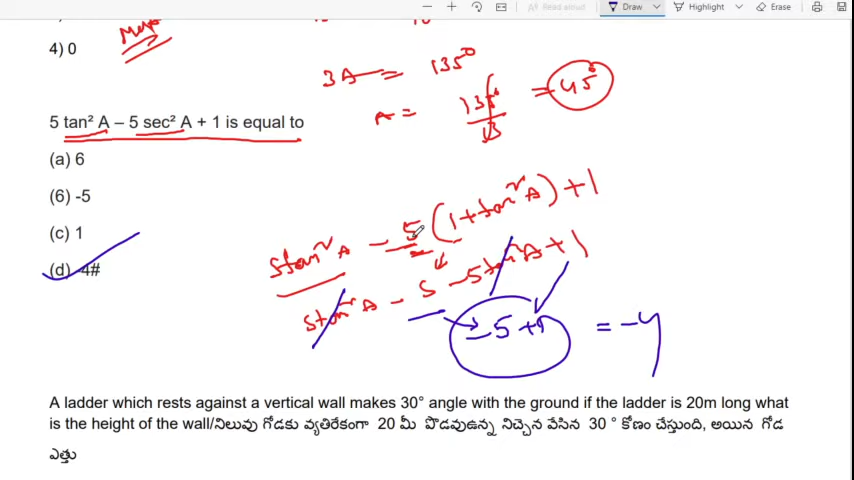 Read aloud Draw Highlight Erase
4) 0
3A = 135°
A = 135°/3 = 45°
5 tan² A – 5 sec² A + 1 is equal to
(a) 6
(6) -5
(c) 1
(d) -4#
5tan²A - 5(1+tan²A)+1
5tan²A - 5 - 5tan²A+1
-5+1 = -4
A ladder which rests against a vertical wall makes 30° angle with the ground if the ladder is 20m long what
is the height of the wall/నిలువు గోడకు వ్యతిరేకంగా 20 మీ పొడవుఉన్న నిచ్చెన వేసిన 30 ° కోణం చేస్తుంది, అయిన గోడ
ఎత్తు